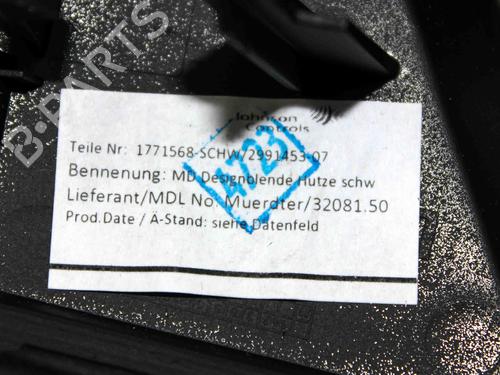 B-PARTS
Johnson
Controls
Teile Nr: 1771568-SCHW/2991453-07
Bennenung: MD Designblende Hutze schw
Lieferant/MDL No: Muerdter/32081.50
Prod.Date / Ä-Stand: siehe Datenfeld
A/23